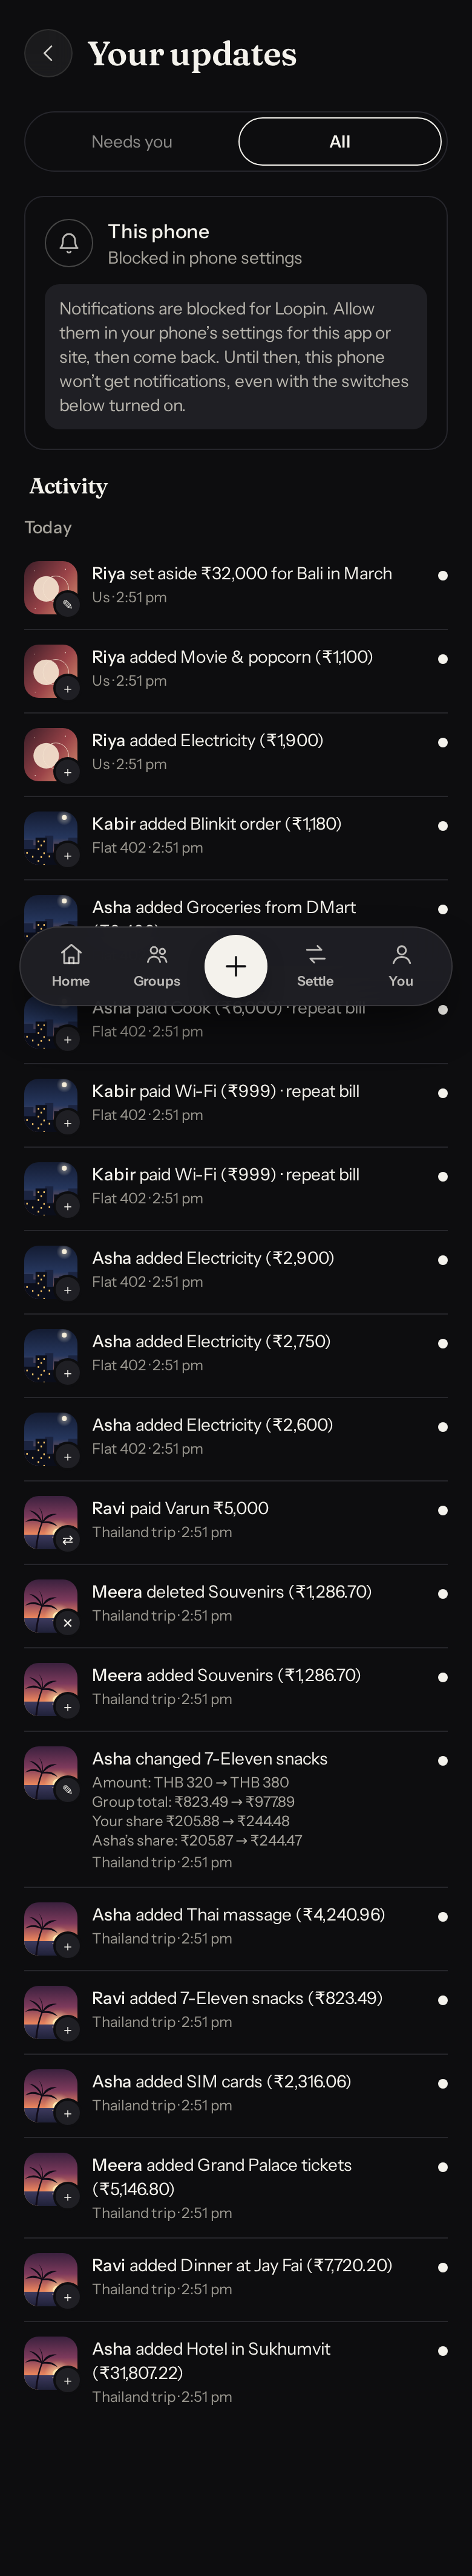 Your updates
Needs you
All
This phone
Blocked in phone settings
Notifications are blocked for Loopin. Allow
them in your phone's settings for this app or
site, then come back. Until then, this phone
won't get notifications, even with the switches
below turned on.
Activity
Today
Riya set aside ₹32,000 for Bali in March
Us · 2:51 pm
Riya added Movie & popcorn (₹1,100)
Us · 2:51 pm
Riya added Electricity (₹1,900)
Us · 2:51 pm
Kabir added Blinkit order (₹1,180)
Flat 402 · 2:51 pm
Asha added Groceries from DMart
Home
Groups
Settle
You
Asha paid Cook (₹6,000) · repeat bill
Flat 402 · 2:51 pm
Kabir paid Wi-Fi (₹999) · repeat bill
Flat 402 · 2:51 pm
Kabir paid Wi-Fi (₹999) · repeat bill
Flat 402 · 2:51 pm
Asha added Electricity (₹2,900)
Flat 402 · 2:51 pm
Asha added Electricity (₹2,750)
Flat 402 · 2:51 pm
Asha added Electricity (₹2,600)
Flat 402 · 2:51 pm
Ravi paid Varun ₹5,000
Thailand trip · 2:51 pm
Meera deleted Souvenirs (₹1,286.70)
Thailand trip · 2:51 pm
Meera added Souvenirs (₹1,286.70)
Thailand trip · 2:51 pm
Asha changed 7-Eleven snacks
Amount: THB 320 → THB 380
Group total: ₹823.49 → ₹977.89
Your share ₹205.88 → ₹244.48
Asha's share: ₹205.87 → ₹244.47
Thailand trip · 2:51 pm
Asha added Thai massage (₹4,240.96)
Thailand trip · 2:51 pm
Ravi added 7-Eleven snacks (₹823.49)
Thailand trip · 2:51 pm
Asha added SIM cards (₹2,316.06)
Thailand trip · 2:51 pm
Meera added Grand Palace tickets
(₹5,146.80)
Thailand trip · 2:51 pm
Ravi added Dinner at Jay Fai (₹7,720.20)
Thailand trip · 2:51 pm
Asha added Hotel in Sukhumvit
(₹31,807.22)
Thailand trip · 2:51 pm